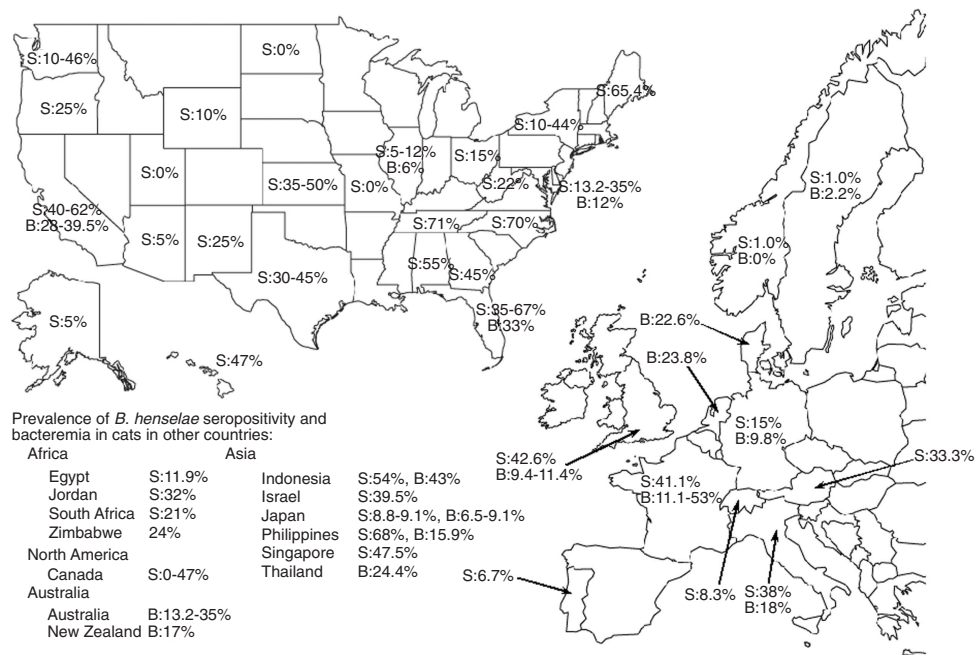 S:10-46%
S:0%
S:65.4%
S:25%
S:10%
S:10-44%
S:5-12%
B:6%
S:15%
S:0%
S:35-50%
S:0%
S:22%
S:13.2-35%
B:12%
S:40-62%
B:28-39.5%
S:71%
S:70%
S:5%
S:25%
S:55%
S:45%
S:30-45%
S:35-67%
B:33%
S:5%
S:47%
S:1.0%
B:2.2%
S:1.0%
B:0%
B:22.6%
B:23.8%
S:15%
B:9.8%
S:42.6%
B:9.4-11.4%
S:41.1%
B:11.1-53%
S:33.3%
S:6.7%
S:8.3%
S:38%
B:18%
Prevalence of B. henselae seropositivity and
bacteremia in cats in other countries:
Africa
Egypt S:11.9%
Jordan S:32%
South Africa S:21%
Zimbabwe 24%
North America
Canada S:0-47%
Australia
Australia B:13.2-35%
New Zealand B:17%
Asia
Indonesia S:54%, B:43%
Israel S:39.5%
Japan S:8.8-9.1%, B:6.5-9.1%
Philippines S:68%, B:15.9%
Singapore S:47.5%
Thailand B:24.4%